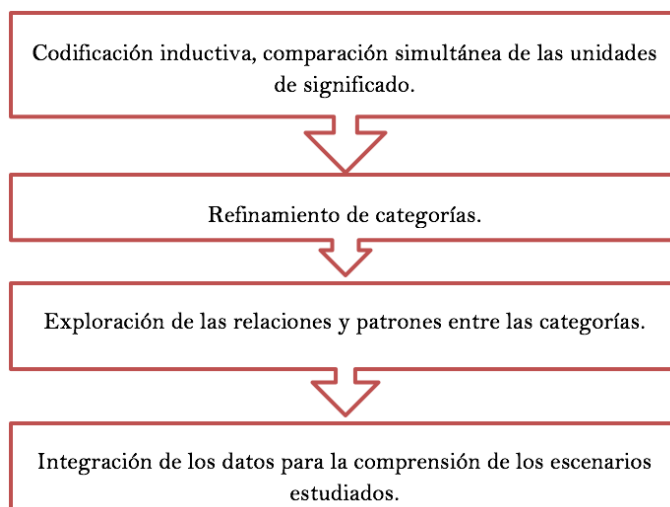 Codificación inductiva, comparación simultánea de las unidades
de significado.
Refinamiento de categorías.
Exploración de las relaciones y patrones entre las categorías.
Integración de los datos para la comprensión de los escenarios
estudiados.